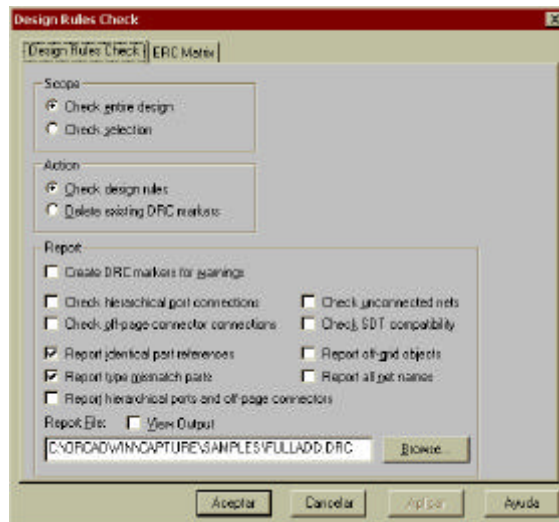 Design Rules Check
Design Rules Check ERC Matrix
Scope
Check entire design
Check selection
Action
Check design rules
Delete existing DRC markers
Report
Create DRC markers for warnings
Check hierarchical port connections Check unconnected nets
Check off-page connector connections Check SDT compatibility
Report identical part references Report off-grid objects
Report type mismatch parts Report all net names
Report hierarchical ports and off-page connectors
Report File: View Output
C:\ORCADWIN\CAPTURE\SAMPLES\FULLADD.DRC Browse...
Aceptar Cancelar Aplicar Ayuda